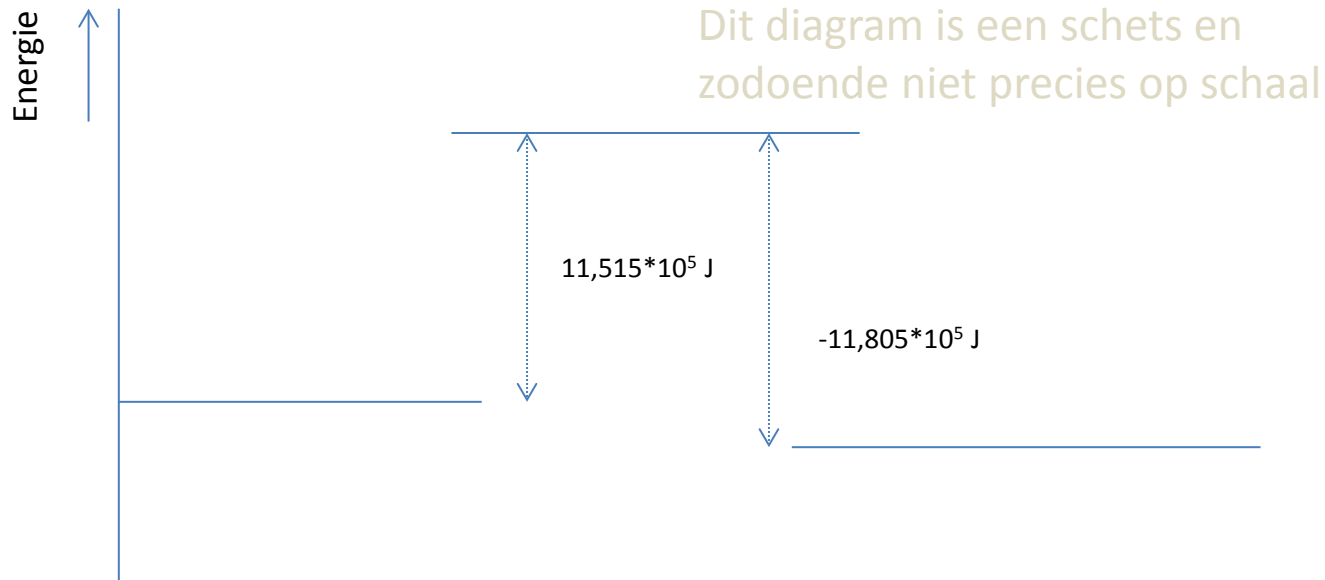 Energie
Dit diagram is een schets en
zodoende niet precies op schaal
11,515*10⁵ J
-11,805*10⁵ J